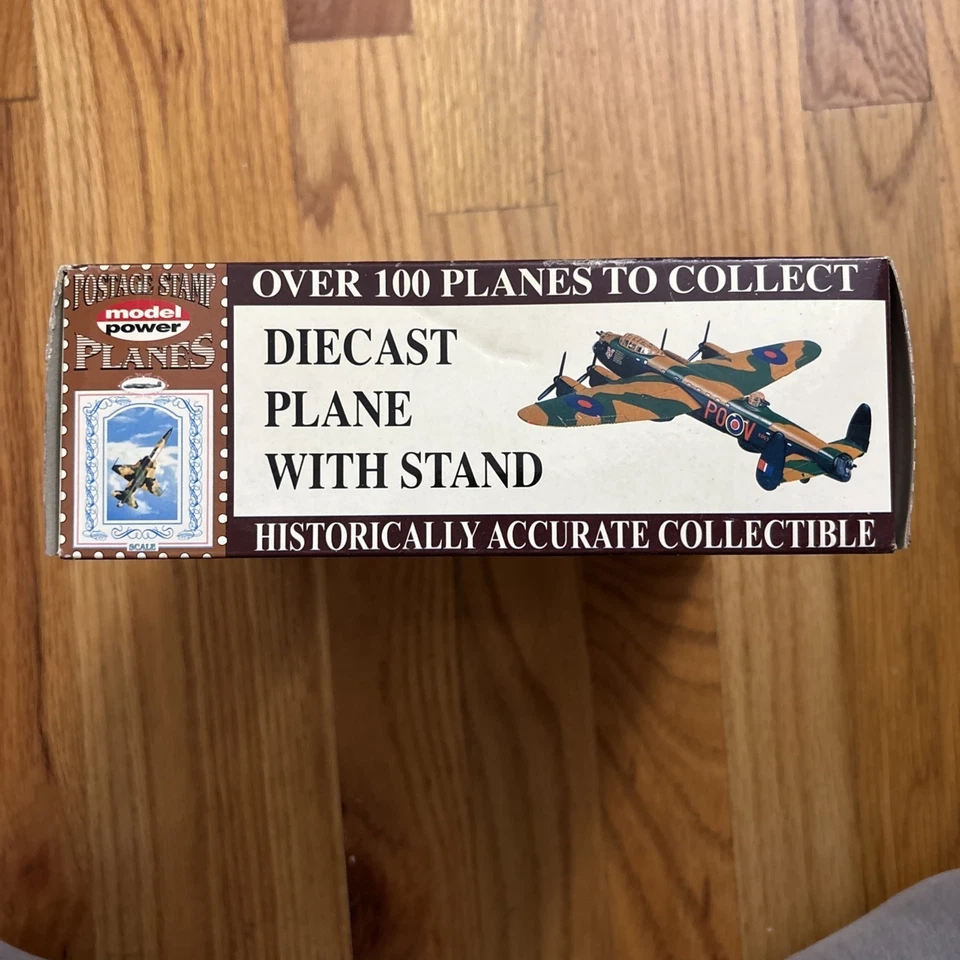 POSTAGE STAMP
model
power
PLANES
SCALE
OVER 100 PLANES TO COLLECT
DIECAST
PLANE
WITH STAND
PO V
HISTORICALLY ACCURATE COLLECTIBLE